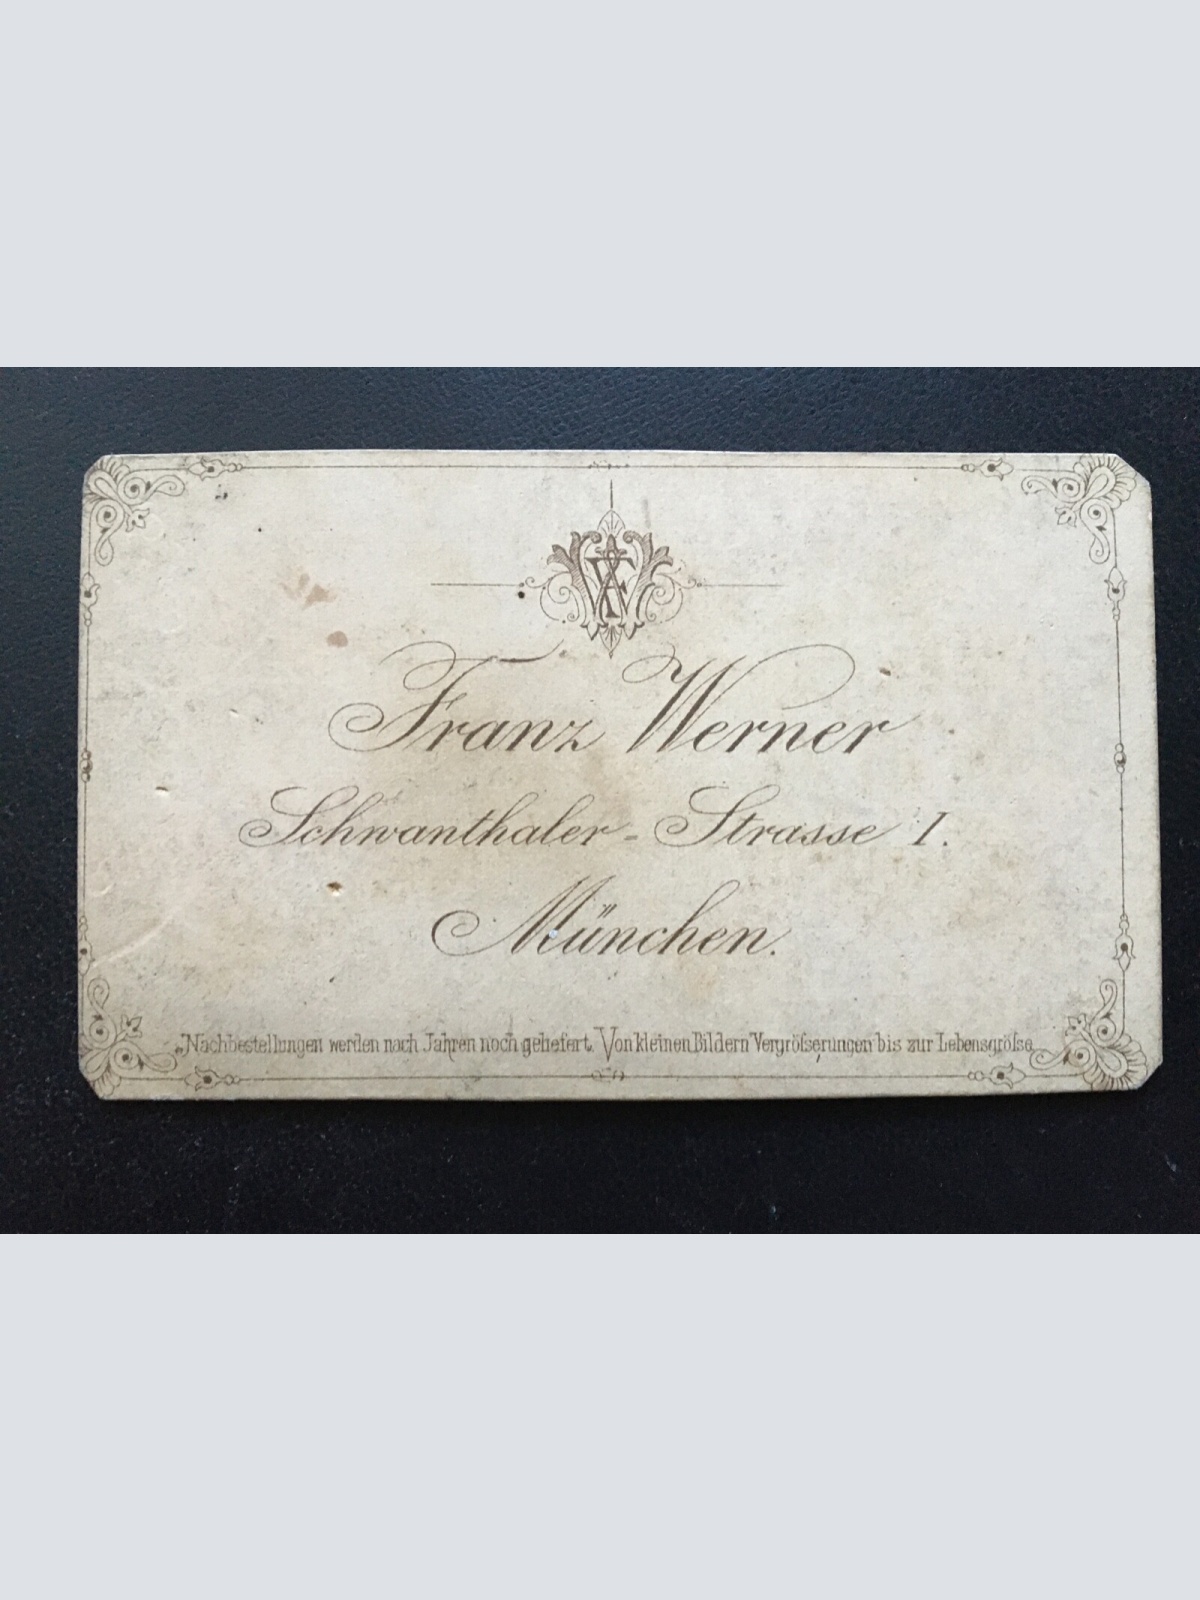 FW
Franz Werner
Schwanthaler-Strasse 1.
München.
Nachbestellungen werden nach Jahren noch geliefert. Von kleinen Bildern Vergröſserungen bis zur Lebensgröſse.